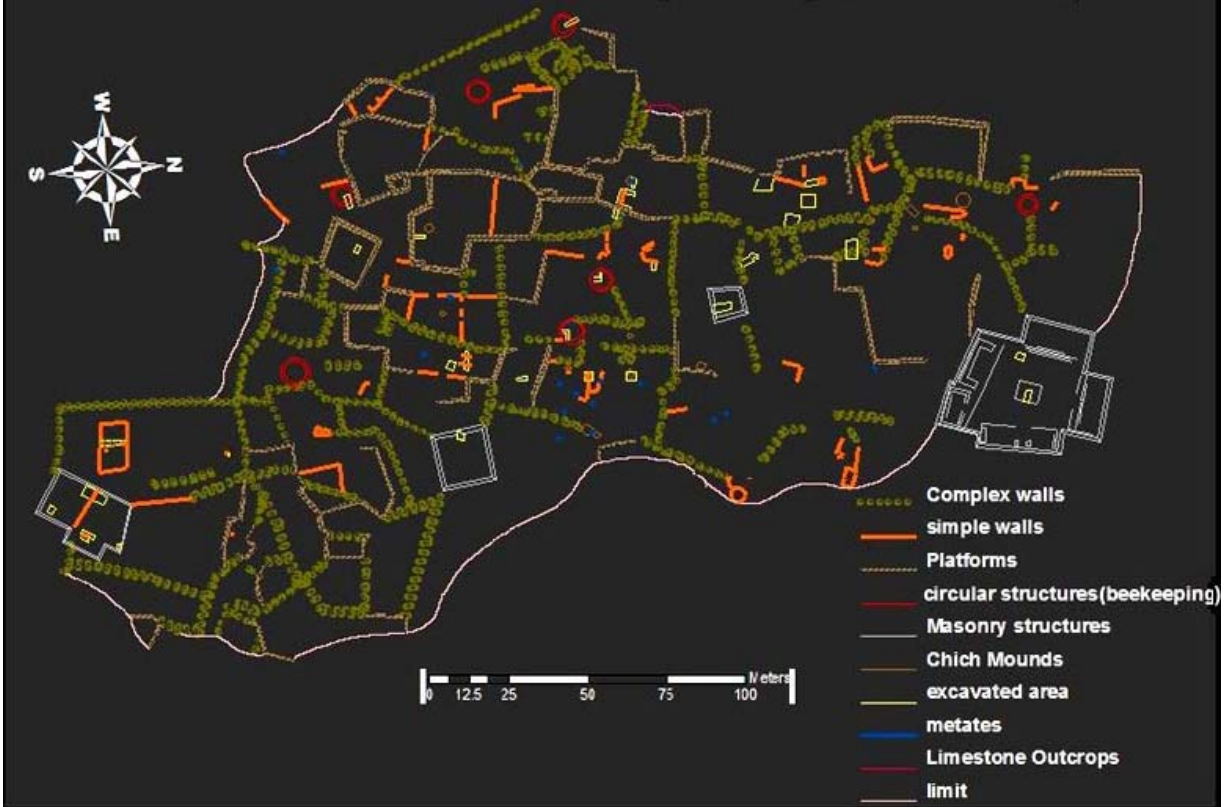 W
S N
E
Complex walls
simple walls
Platforms
circular structures(beekeeping)
Masonry structures
Chich Mounds
excavated area
metates
Limestone Outcrops
limit
Meters
0 12.5 25 50 75 100